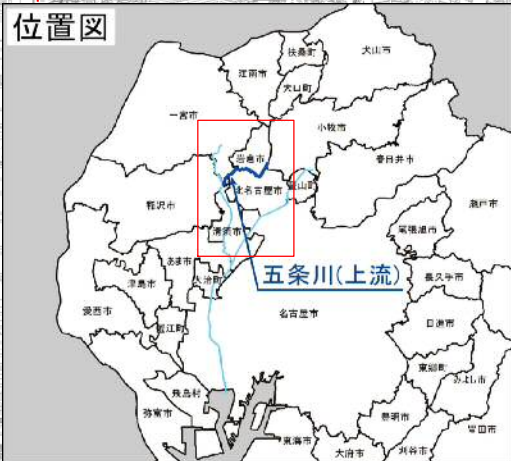 位置図
犬山市
扶桑町
江南市
大口町
一宮市
小牧市
岩倉市
春日井市
豊山町
北名古屋市
稲沢市
瀬戸市
清須市
尾張旭市
あま市
五条川(上流)
長久手市
大治町
津島市
愛西市
名古屋市
日進市
蟹江町
東郷町
みよし市
飛島村
弥富市
豊明市
豊田市
東海市
大府市
刈谷市